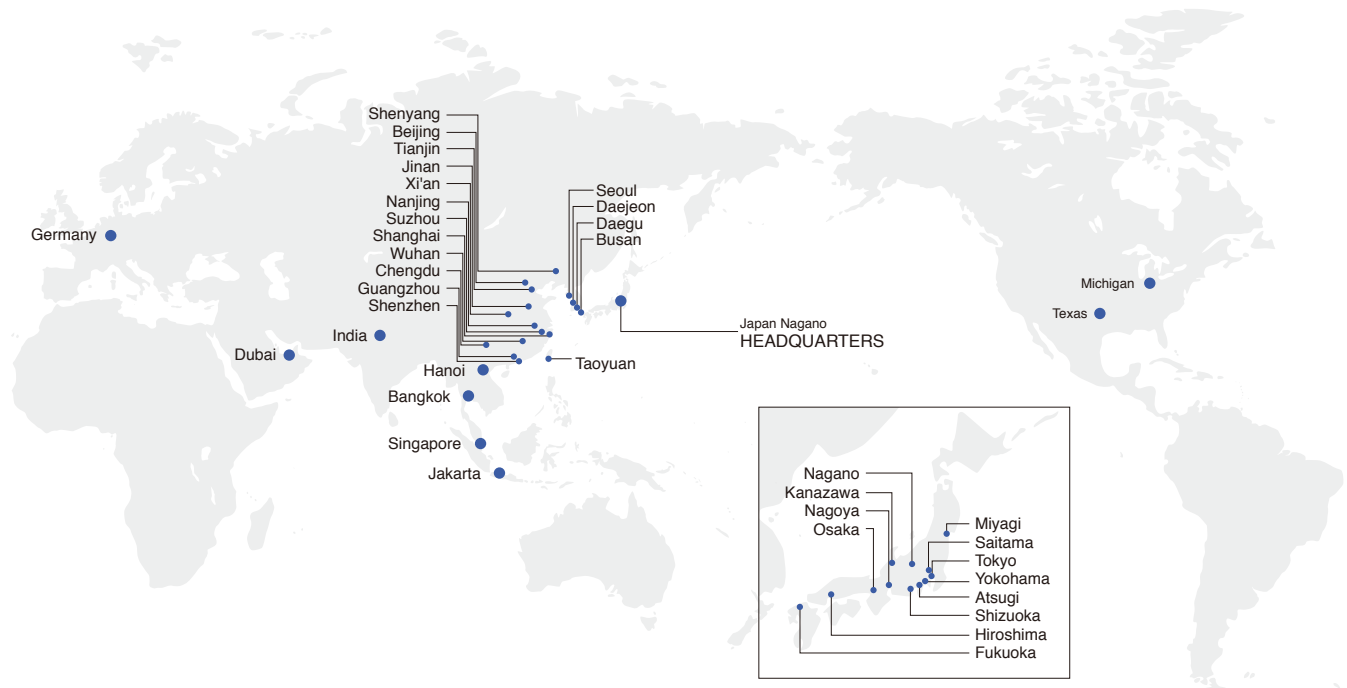 Shenyang
Beijing
Tianjin
Jinan
Xi'an
Nanjing
Suzhou
Shanghai
Wuhan
Chengdu
Guangzhou
Shenzhen
Seoul
Daejeon
Daegu
Busan
Germany
India
Dubai
Hanoi
Bangkok
Singapore
Jakarta
Taoyuan
Japan Nagano
HEADQUARTERS
Michigan
Texas
Nagano
Kanazawa
Nagoya
Osaka
Miyagi
Saitama
Tokyo
Yokohama
Atsugi
Shizuoka
Hiroshima
Fukuoka